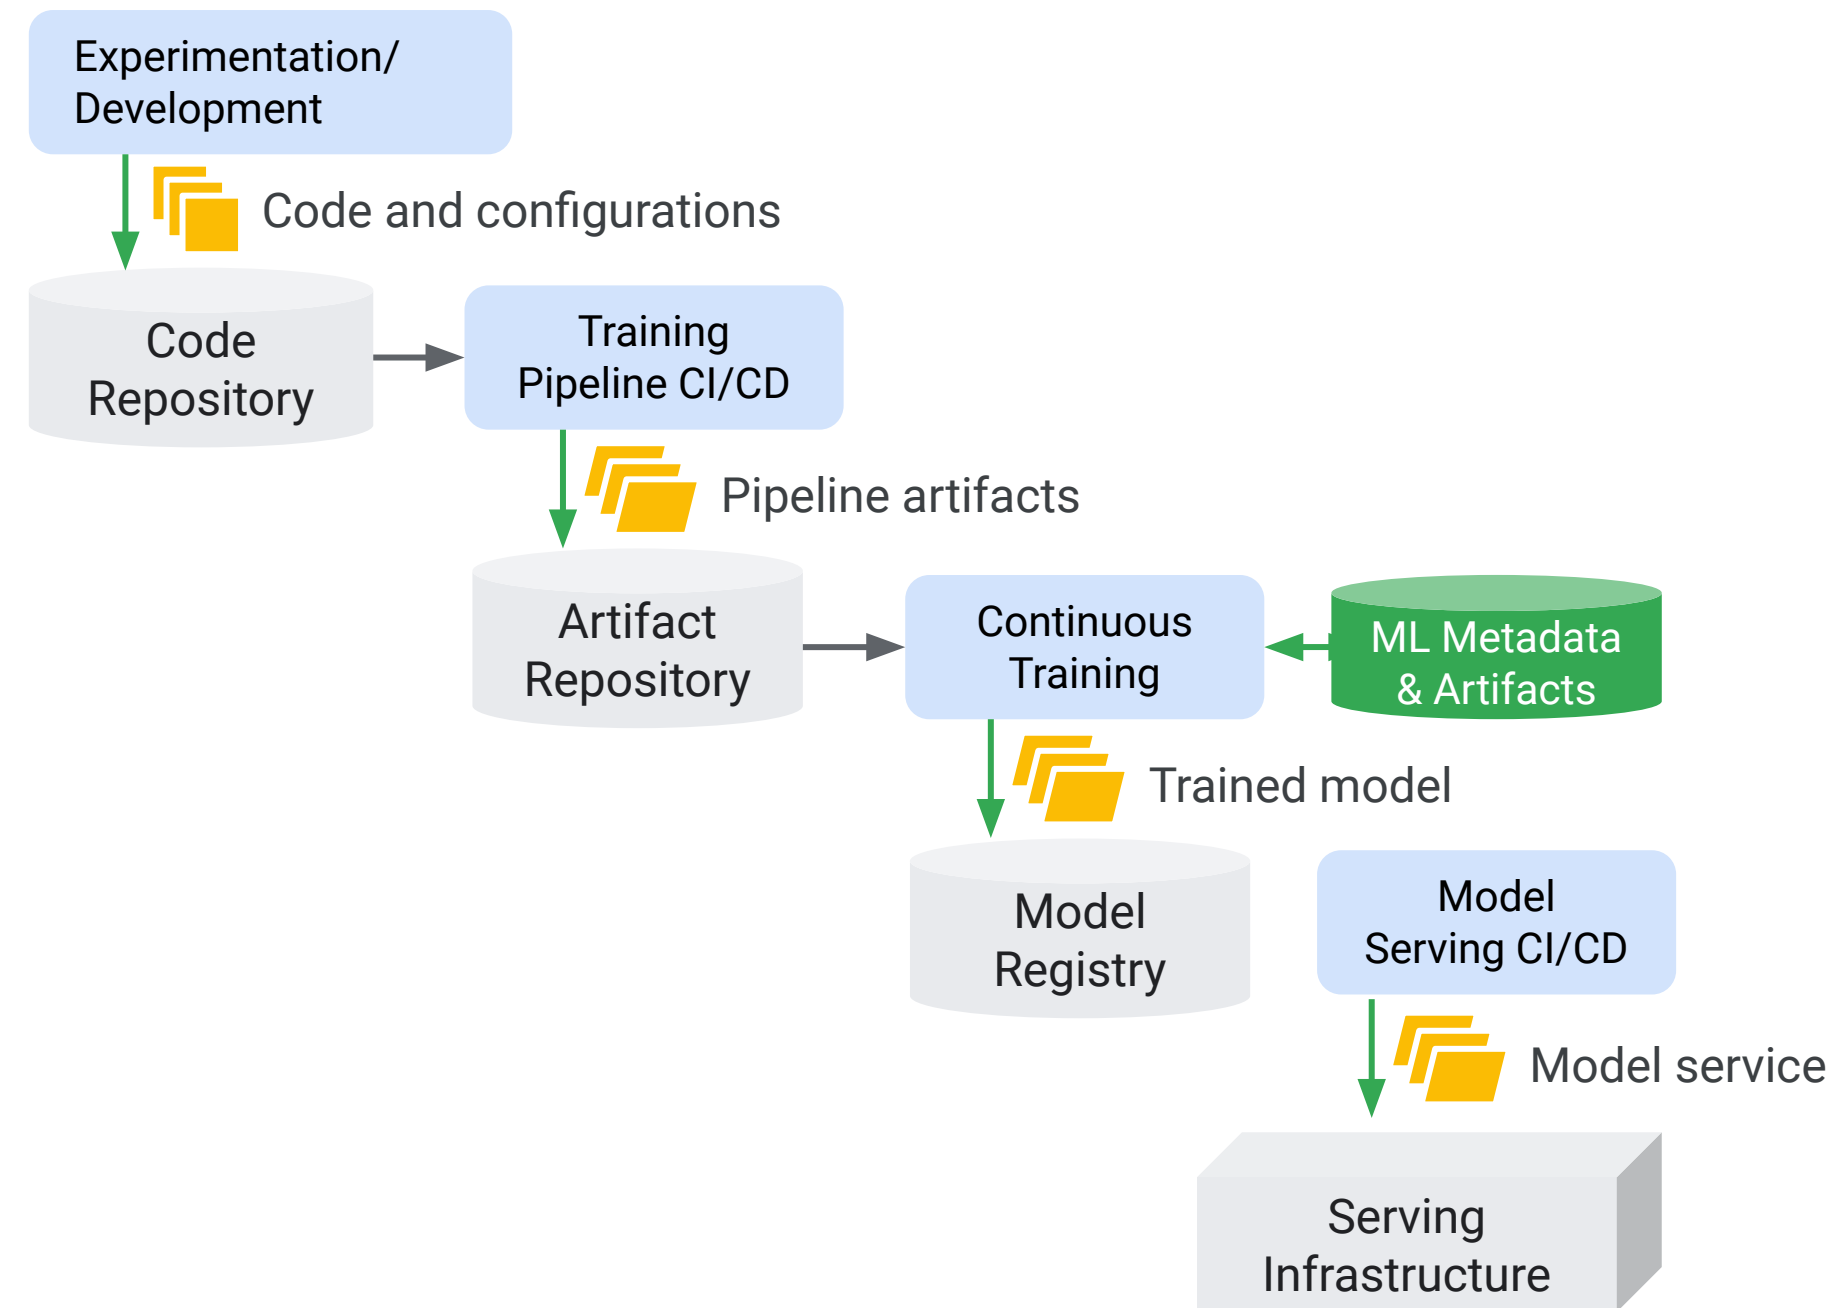 Experimentation/
Development
Code and configurations
Code
Repository
Training
Pipeline CI/CD
Pipeline artifacts
Artifact
Repository
Continuous
Training
ML Metadata
& Artifacts
Trained model
Model
Registry
Model
Serving CI/CD
Model service
Serving
Infrastructure